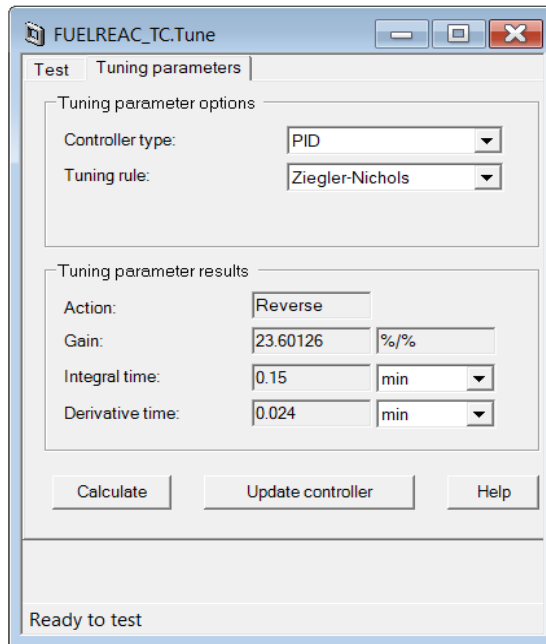 FUELREAC_TC.Tune
Test Tuning parameters
Tuning parameter options
Controller type: PID
Tuning rule: Ziegler-Nichols
Tuning parameter results
Action: Reverse
Gain: 23.60126 %/%
Integral time: 0.15 min
Derivative time: 0.024 min
Calculate Update controller Help
Ready to test